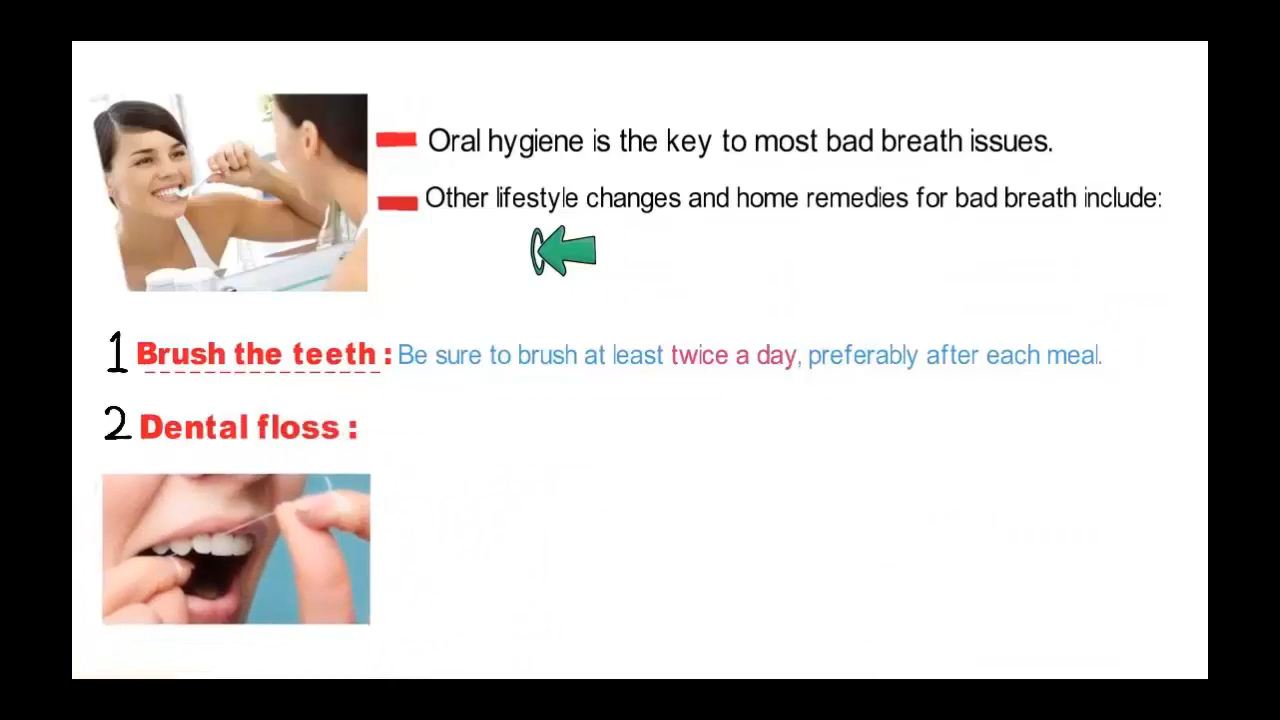 Oral hygiene is the key to most bad breath issues.
Other lifestyle changes and home remedies for bad breath include:
1 Brush the teeth : Be sure to brush at least twice a day, preferably after each meal.
2 Dental floss :